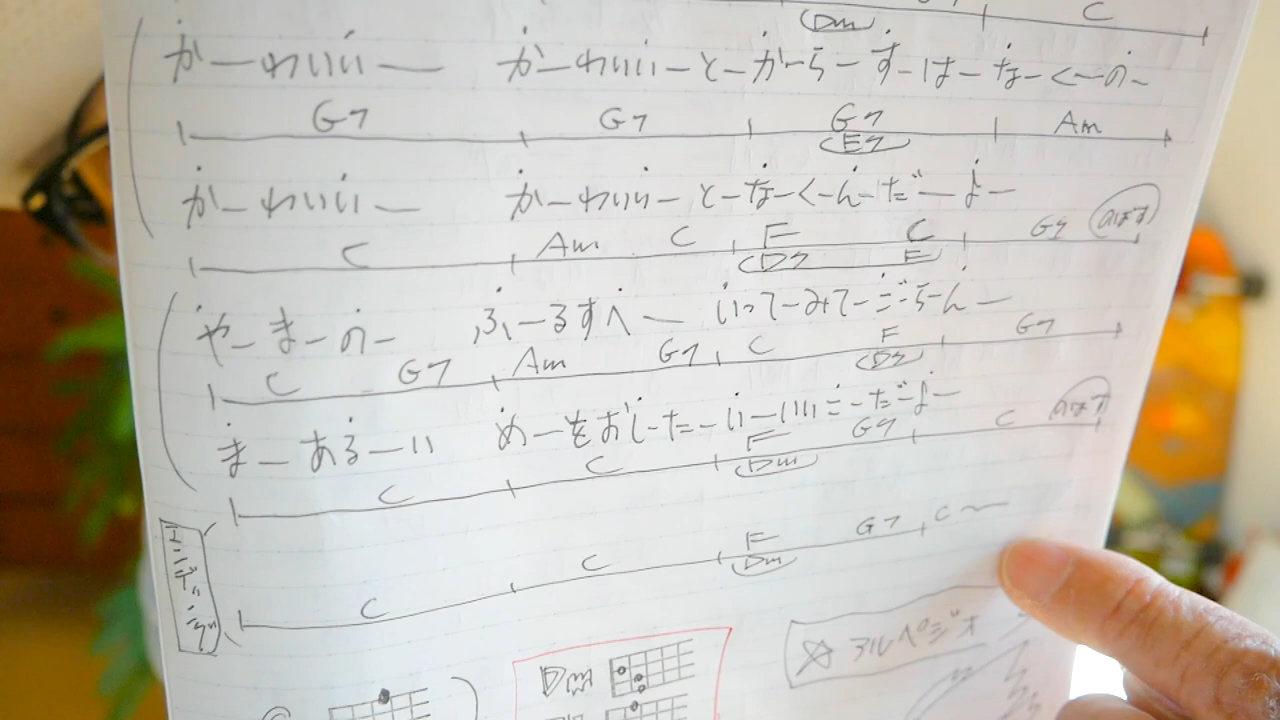 (Dm) C
かーわいいー かーわいいーとーからーすーはーなーくーのー
G7 G7 G7 Am
(E7)
かーわいいー かーわいいーとーなーくーんーだーよー
C Am C F C G7 (のばす)
(D7 E)
やーまーのー ふーるすへー いってーみてーごーらーんー
C G7 Am G7 C F G7
(D7)
まーあるーい めーをおしーたーいーいいこーだーよー
C C F G7 C (のばす)
(Dm)
エンディング
C C F G7 C〜
(Dm)
Dm
☆アルペジオ